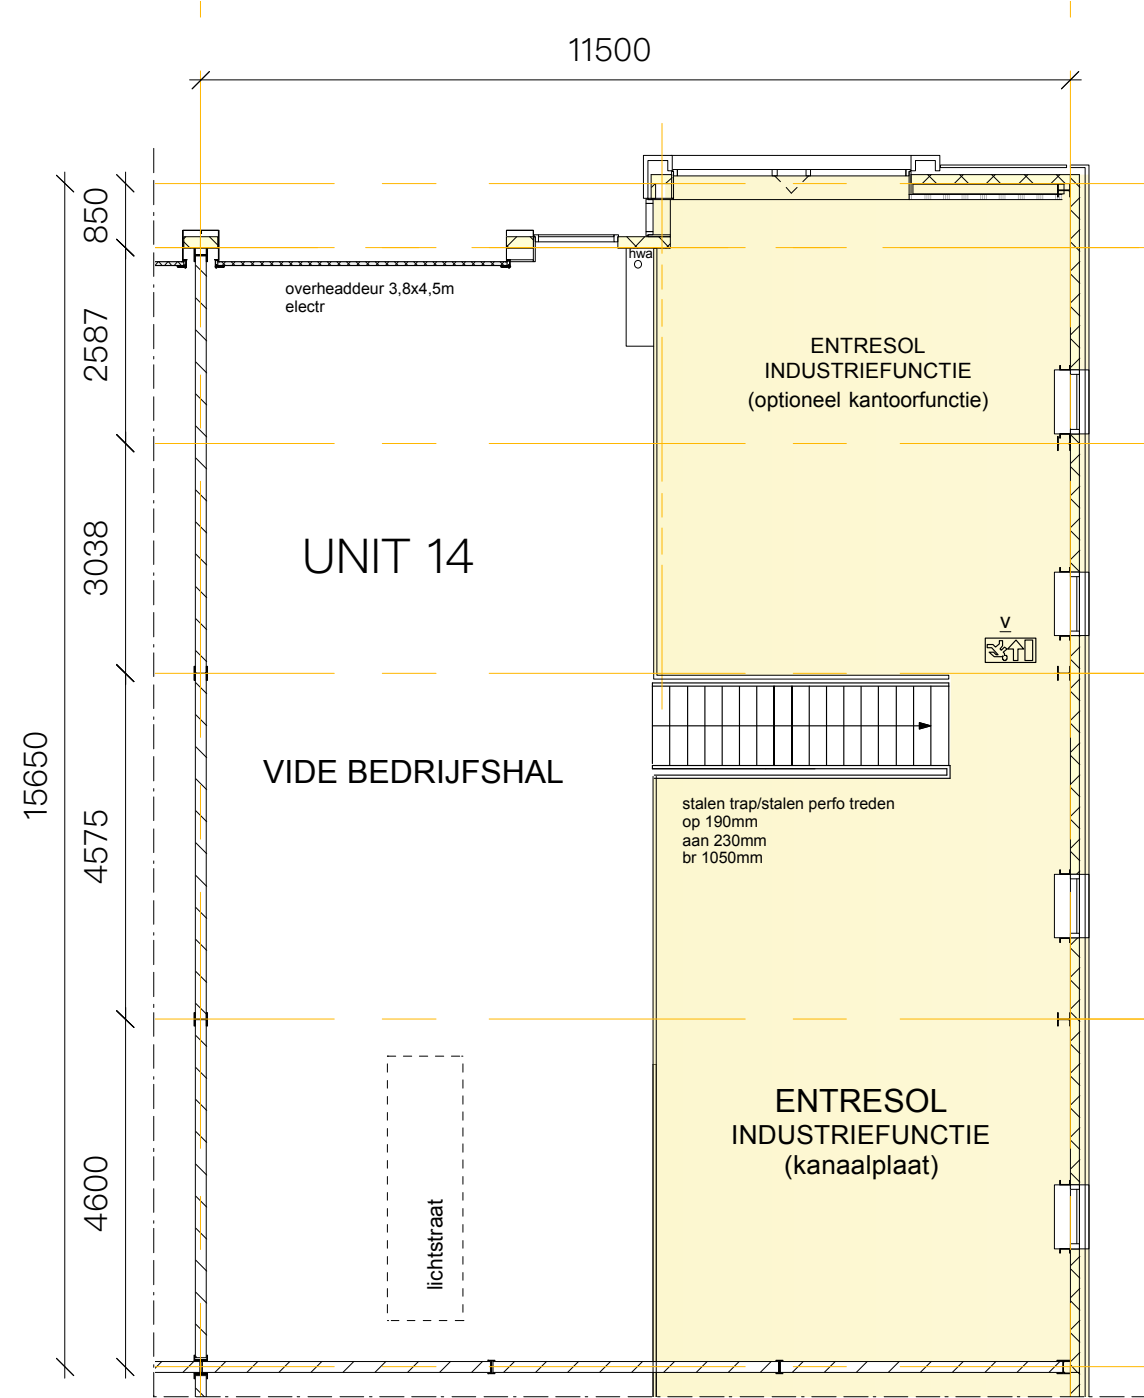 11500
850
hwa
overheaddeur 3,8x4,5m
electr
2587
ENTRESOL
INDUSTRIEFUNCTIE
(optioneel kantoorfunctie)
3038
UNIT 14
V
15650
VIDE BEDRIJFSHAL
4575
stalen trap/stalen perfo treden
op 190mm
aan 230mm
br 1050mm
4600
lichtstraat
ENTRESOL
INDUSTRIEFUNCTIE
(kanaalplaat)